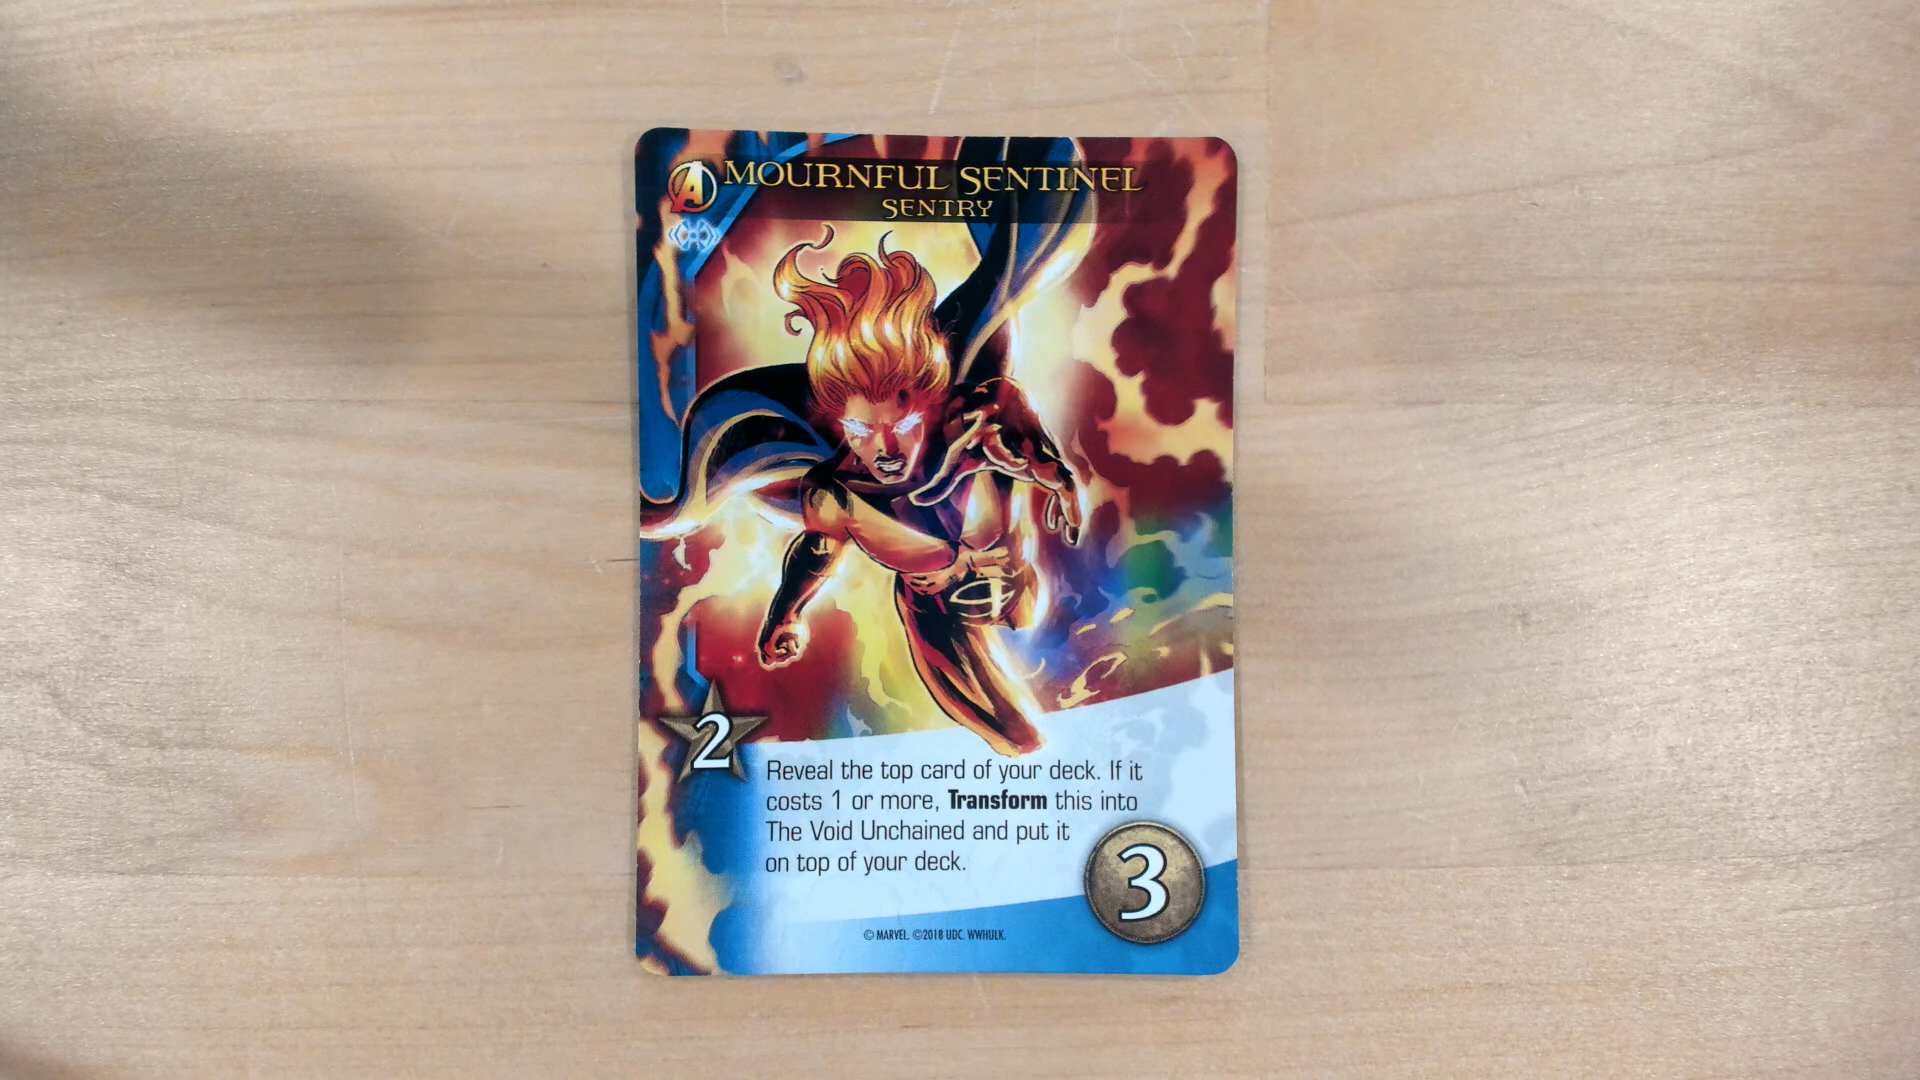 MOURNFUL SENTINEL
SENTRY
2
Reveal the top card of your deck. If it
costs 1 or more, Transform this into
The Void Unchained and put it
on top of your deck.
3
© MARVEL. ©2018 UDC. WWHULK.